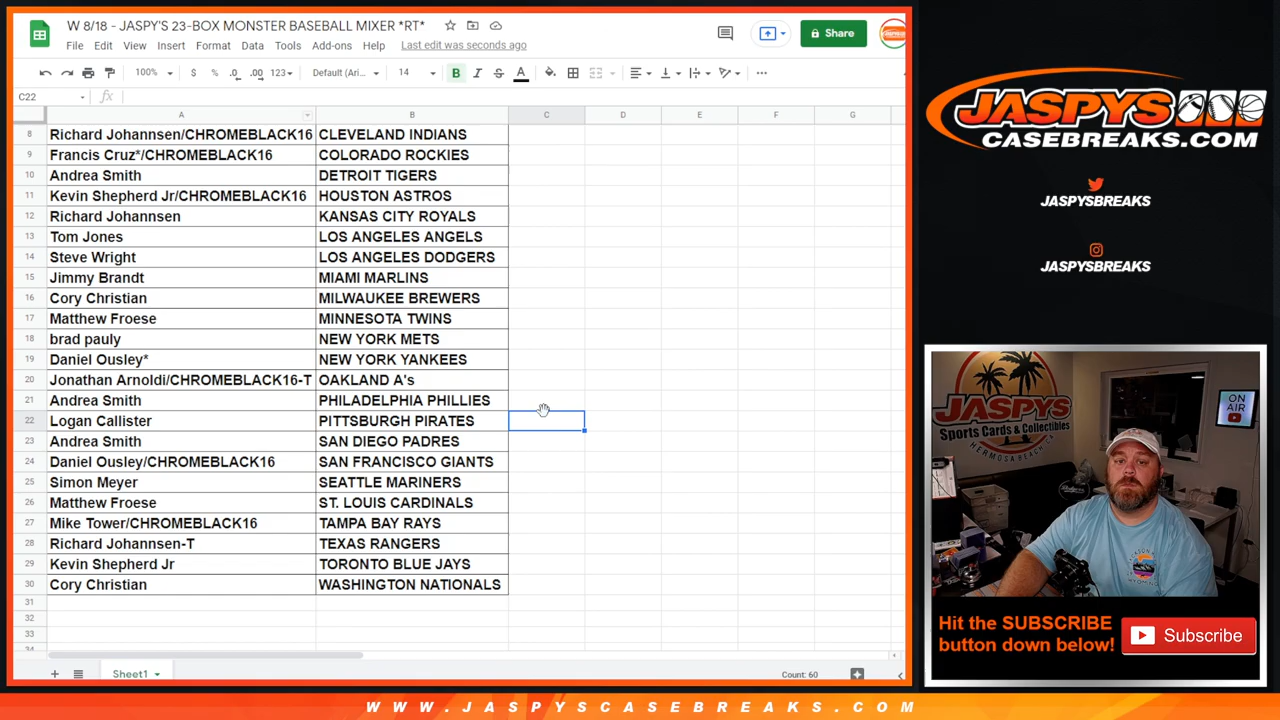 W 8/18 - JASPY'S 23-BOX MONSTER BASEBALL MIXER *RT*
File Edit View Insert Format Data Tools Add-ons Help Last edit was seconds ago
Share
100% $ % .0 .00 123 Default (Ari... 14 B I S A
C22 fx
A B C D E F G
8 Richard Johannsen/CHROMEBLACK16 CLEVELAND INDIANS
9 Francis Cruz*/CHROMEBLACK16 COLORADO ROCKIES
10 Andrea Smith DETROIT TIGERS
11 Kevin Shepherd Jr/CHROMEBLACK16 HOUSTON ASTROS
12 Richard Johannsen KANSAS CITY ROYALS
13 Tom Jones LOS ANGELES ANGELS
14 Steve Wright LOS ANGELES DODGERS
15 Jimmy Brandt MIAMI MARLINS
16 Cory Christian MILWAUKEE BREWERS
17 Matthew Froese MINNESOTA TWINS
18 brad pauly NEW YORK METS
19 Daniel Ousley* NEW YORK YANKEES
20 Jonathan Arnoldi/CHROMEBLACK16-T OAKLAND A's
21 Andrea Smith PHILADELPHIA PHILLIES
22 Logan Callister PITTSBURGH PIRATES
23 Andrea Smith SAN DIEGO PADRES
24 Daniel Ousley/CHROMEBLACK16 SAN FRANCISCO GIANTS
25 Simon Meyer SEATTLE MARINERS
26 Matthew Froese ST. LOUIS CARDINALS
27 Mike Tower/CHROMEBLACK16 TAMPA BAY RAYS
28 Richard Johannsen-T TEXAS RANGERS
29 Kevin Shepherd Jr TORONTO BLUE JAYS
30 Cory Christian WASHINGTON NATIONALS
31
32
33
Sheet1
Count: 60
JASPYS
CASEBREAKS.COM
JASPYSBREAKS
JASPYSBREAKS
JASPYS
Sports Cards & Collectibles
HERMOSA BEACH CA
ON
AIR
Hit the SUBSCRIBE
button down below!
Subscribe
WWW.JASPYSCASEBREAKS.COM